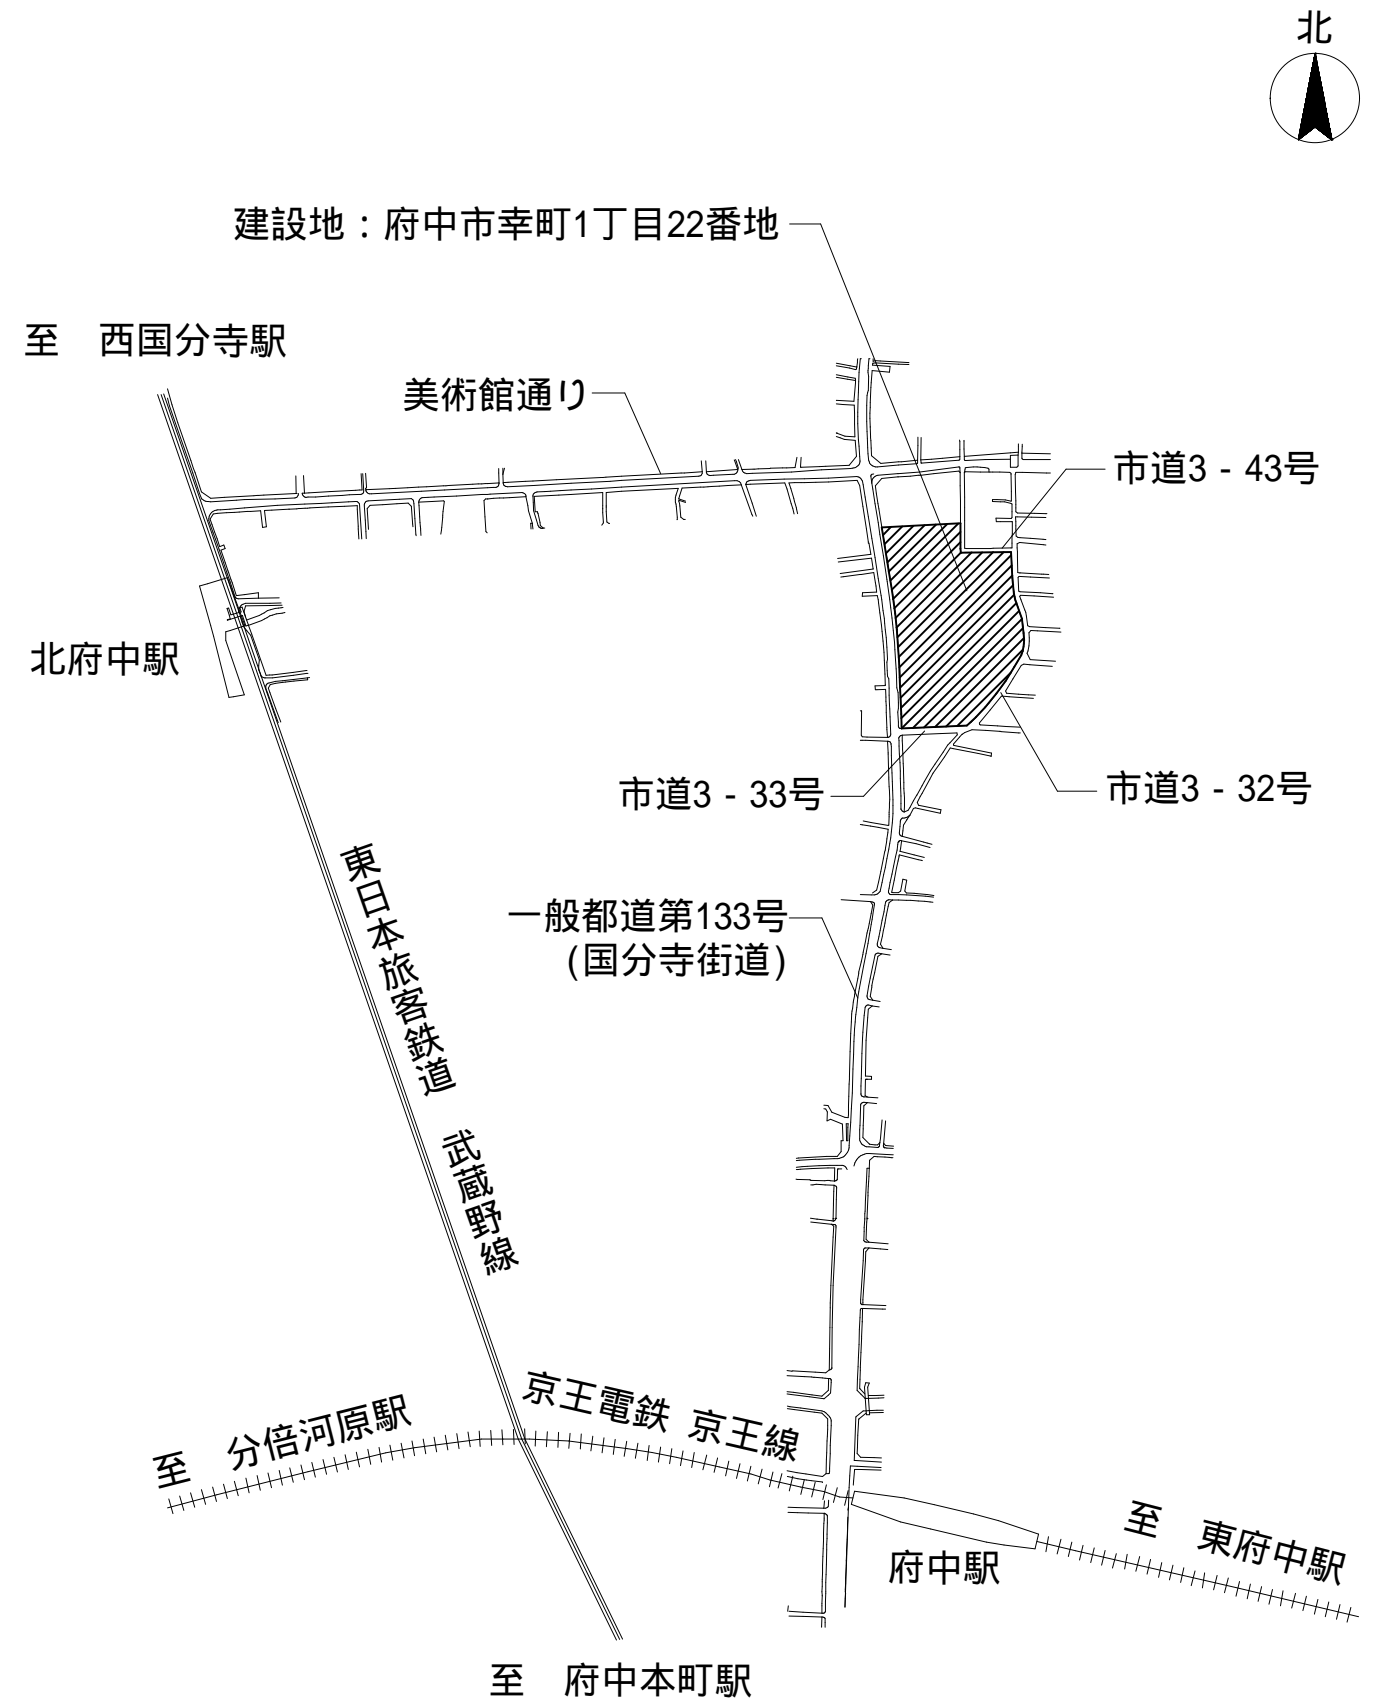 北
建設地：府中市幸町1丁目22番地
至　西国分寺駅
美術館通り
市道3 - 43号
北府中駅
市道3 - 33号
市道3 - 32号
東日本旅客鉄道　武蔵野線
一般都道第133号
(国分寺街道)
京王電鉄 京王線
至　分倍河原駅
至　東府中駅
府中駅
至　府中本町駅